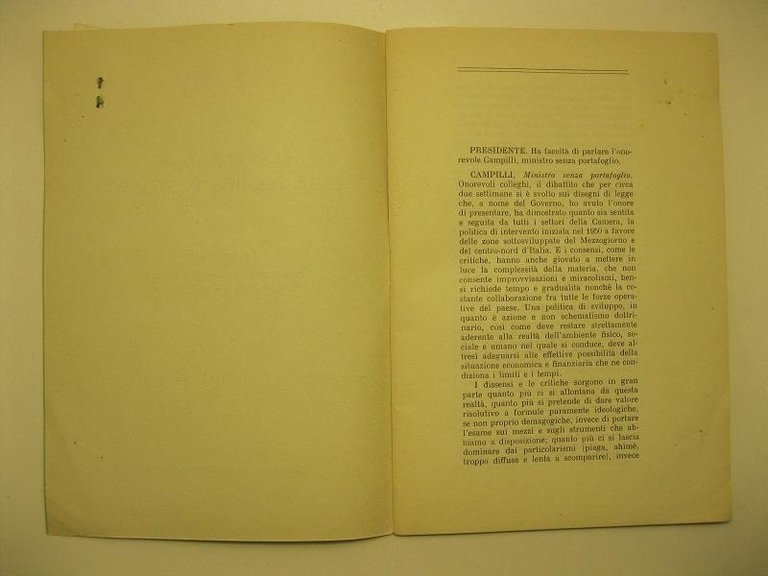 PRESIDENTE. Ha facoltà di parlare l'ono-
revole Campilli, ministro senza portafoglio.
CAMPILLI, Ministro senza portafoglio.
Onorevoli colleghi, il dibattito che per circa
due settimane si è svolto sui disegni di legge
che, a nome del Governo, ho avuto l'onore
di presentare, ha dimostrato quanto sia sentita
e seguita da tutti i settori della Camera, la
politica di intervento iniziata nel 1950 a favore
delle zone sottosviluppate del Mezzogiorno e
del centro-nord d'Italia. E i consensi, come le
critiche, hanno anche giovato a mettere in
luce la complessità della materia, che non
consente improvvisazioni e miracolismi, ben-
sì richiede tempo e gradualità nonchè la co-
stante collaborazione fra tutte le forze opera-
tive del paese. Una politica di sviluppo, in
quanto è azione e non schematismo dottri-
nario, così come deve restare strettamente
aderente alla realtà dell'ambiente fisico, so-
ciale e umano nel quale si conduce, deve al-
tresì adeguarsi alle effettive possibilità della
situazione economica e finanziaria che ne con-
diziona i limiti e i tempi.
I dissensi e le critiche sorgono in gran
parte quanto più ci si allontana da questa
realtà, quanto più si pretende di dare valore
risolutivo a formule puramente ideologiche,
se non proprio demagogiche, invece di portare
l'esame sui mezzi e sugli strumenti che ab-
biamo a disposizione; quanto più ci si lascia
dominare dai particolarismi (piaga, ahimè,
troppo diffusa e lenta a scomparire), invece